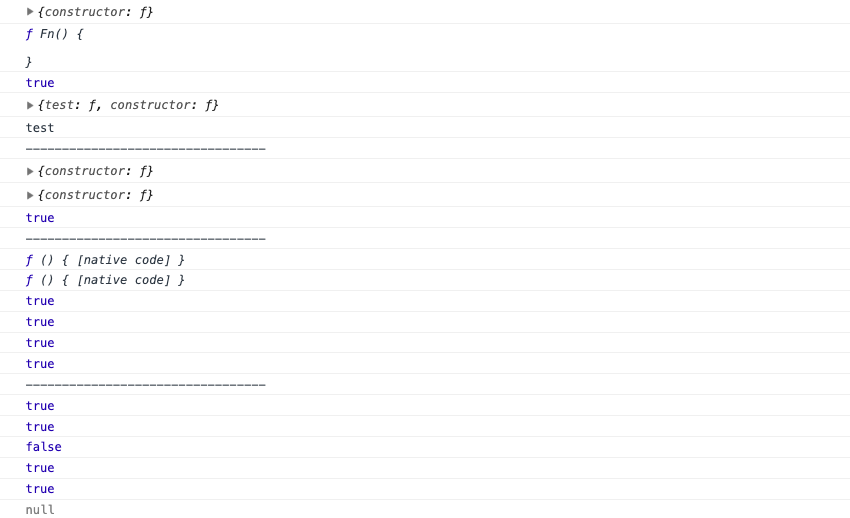 ▶{constructor: ƒ}
ƒ Fn() {
}
true
▶{test: ƒ, constructor: ƒ}
test
---------------------------------
▶{constructor: ƒ}
▶{constructor: ƒ}
true
---------------------------------
ƒ () { [native code] }
ƒ () { [native code] }
true
true
true
true
---------------------------------
true
true
false
true
true
null